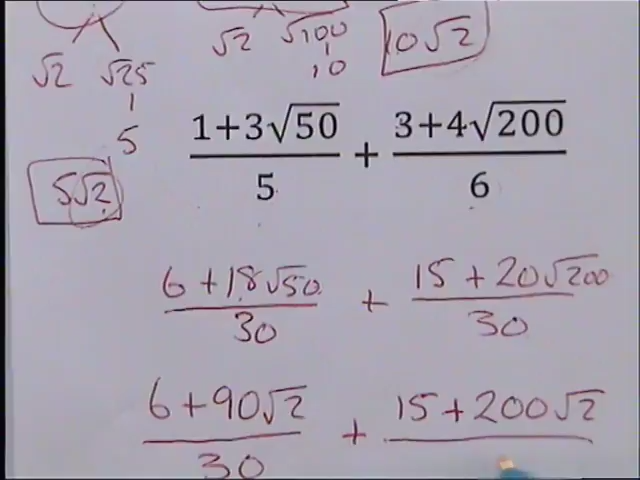 √2 √25
5
5√2
√2 √100
10
10√2
(1+3√50)/5 + (3+4√200)/6
(6+18√50)/30 + (15+20√200)/30
(6+90√2)/30 + (15+200√2)/